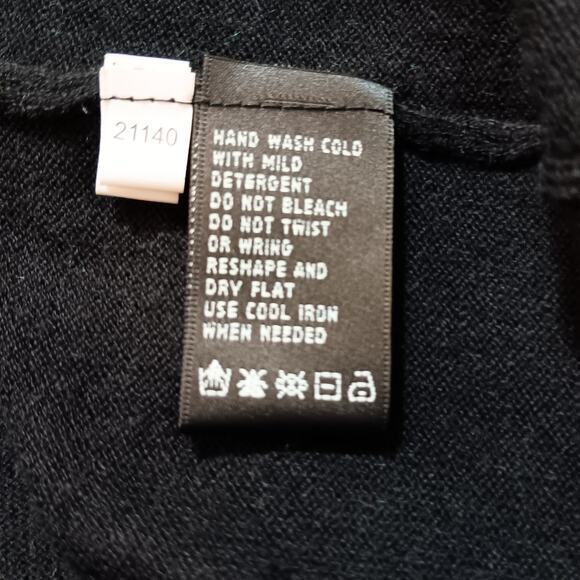 21140
HAND WASH COLD
WITH MILD
DETERGENT
DO NOT BLEACH
DO NOT TWIST
OR WRING
RESHAPE AND
DRY FLAT
USE COOL IRON
WHEN NEEDED